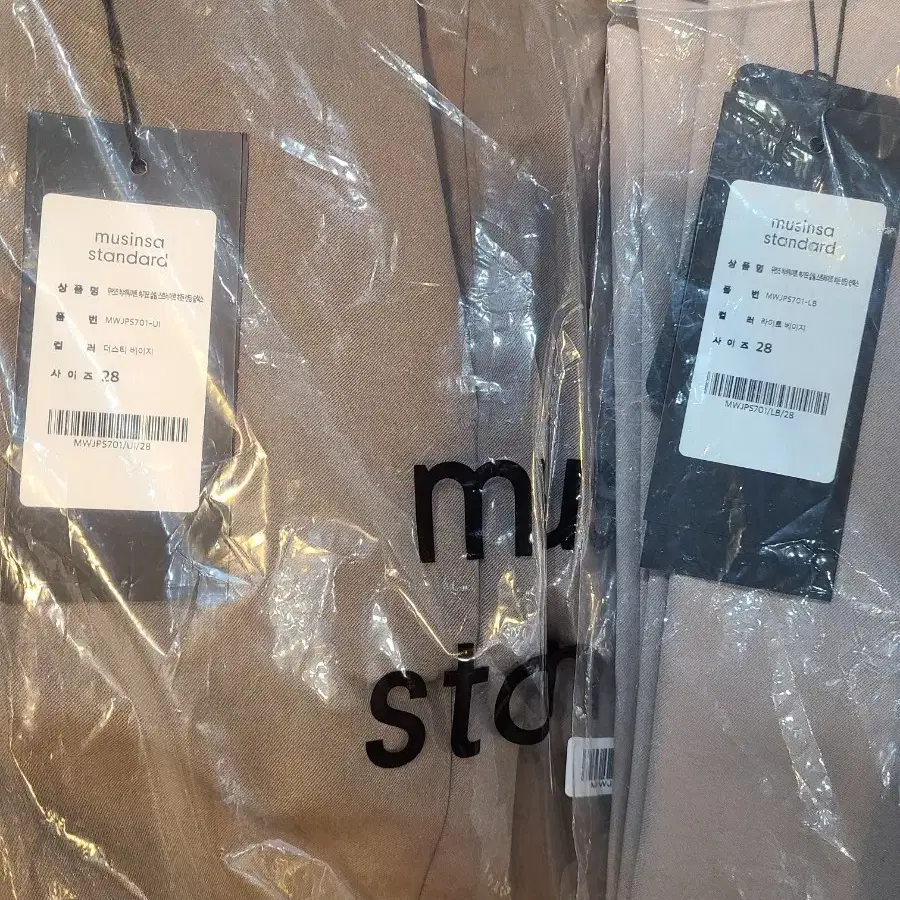 musinsa
standard
상 품 명
품 번 MWJPS701-UI
컬 러 더스티 베이지
사 이 즈 28
MWJPS701/UI/28
musinsa
standard
상 품 명
품 번 MWJPS701-LB
컬 러 라이트 베이지
사 이 즈 28
MWJPS701/LB/28
mu
sta
MWJ